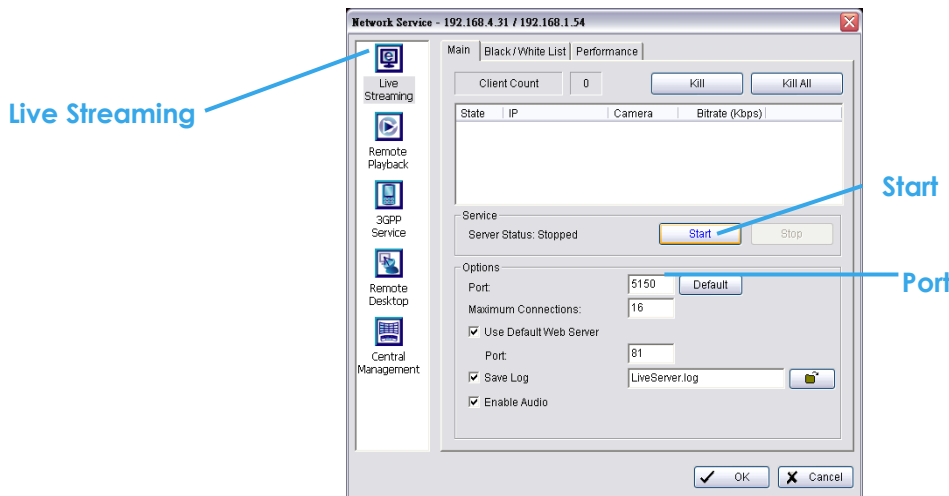 Network Service - 192.168.4.31 / 192.168.1.54
Live Streaming
Live
Streaming
Remote
Playback
3GPP
Service
Remote
Desktop
Central
Management
Main
Black / White List
Performance
Client Count
0
Kill
Kill All
State
IP
Camera
Bitrate (Kbps)
Service
Server Status: Stopped
Start
Stop
Start
Options
Port:
5150
Default
Port
Maximum Connections:
16
Use Default Web Server
Port:
81
Save Log
LiveServer.log
Enable Audio
OK
Cancel